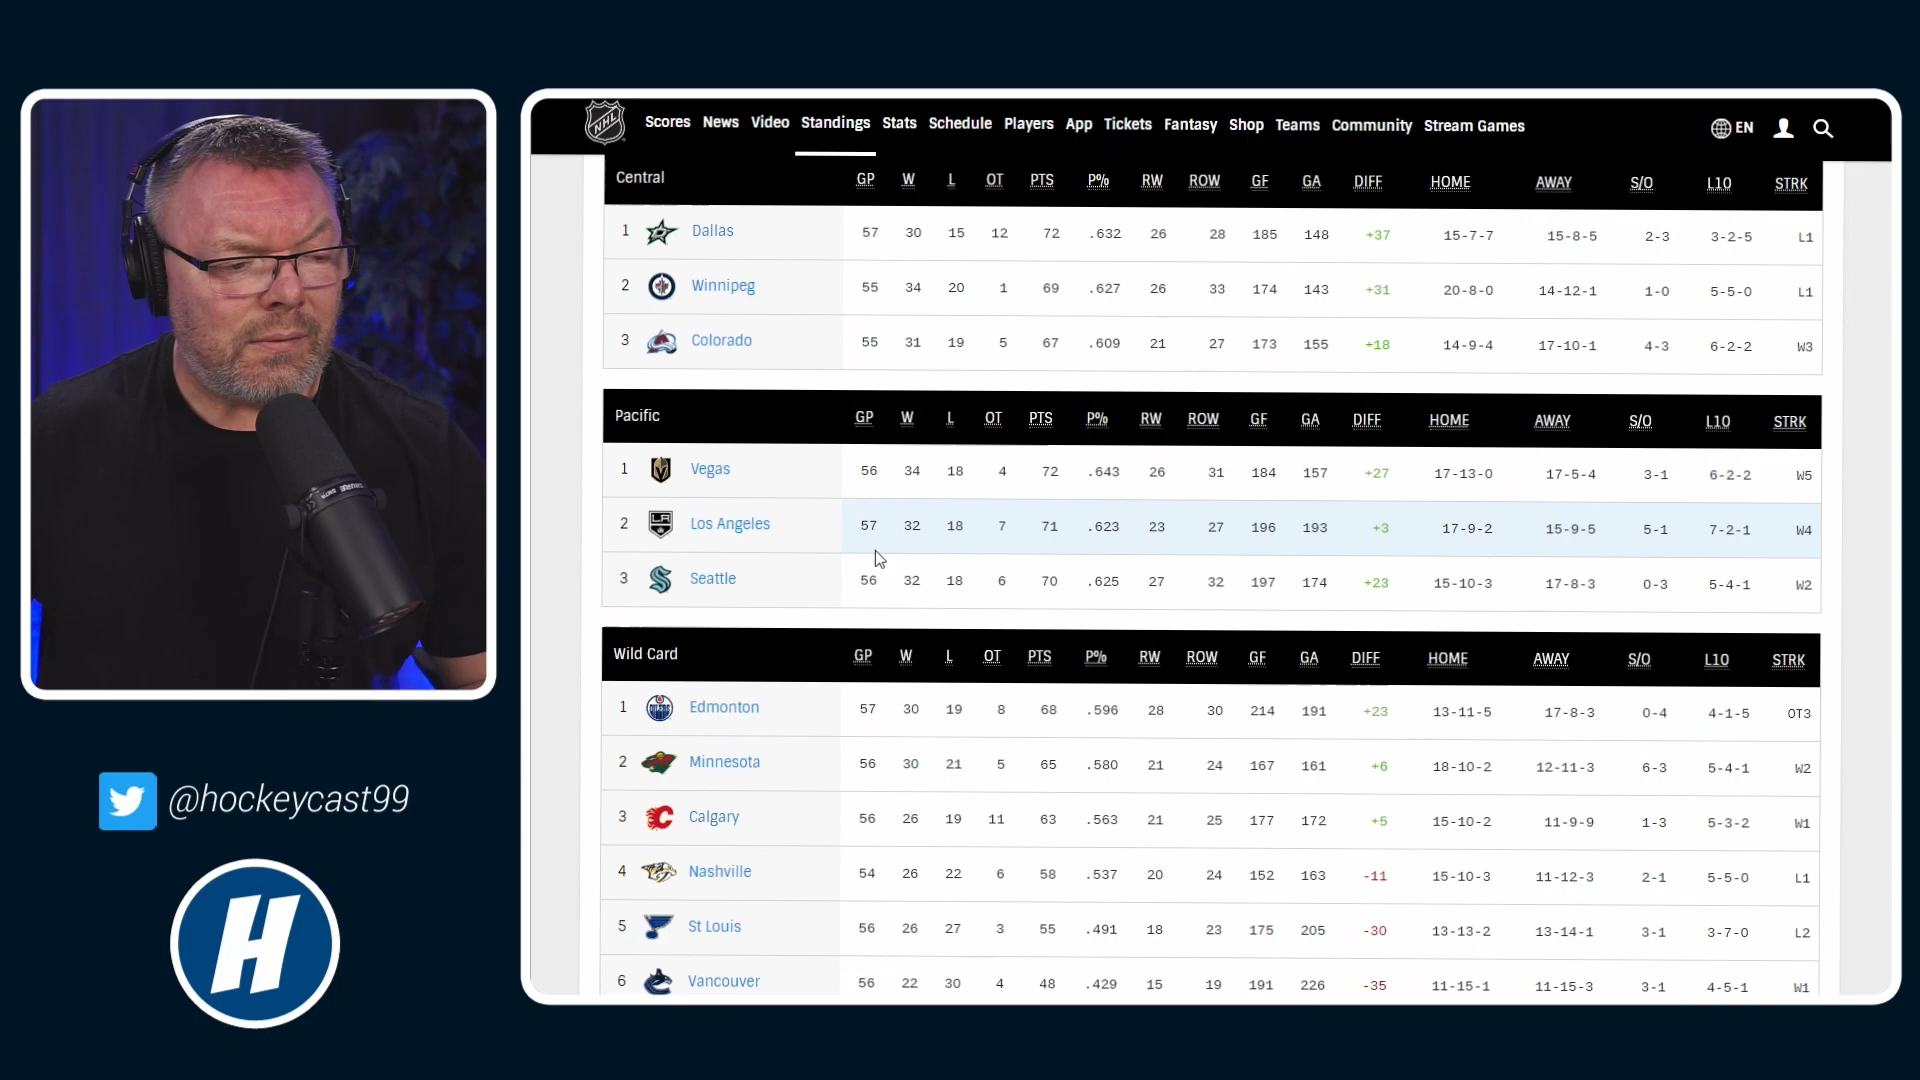 NHL
Scores News Video Standings Stats Schedule Players App Tickets Fantasy Shop Teams Community Stream Games EN
Central GP W L OT PTS P% RW ROW GF GA DIFF HOME AWAY S/O L10 STRK
1 Dallas 57 30 15 12 72 .632 26 28 185 148 +37 15-7-7 15-8-5 2-3 3-2-5 L1
2 Winnipeg 55 34 20 1 69 .627 26 33 174 143 +31 20-8-0 14-12-1 1-0 5-5-0 L1
3 Colorado 55 31 19 5 67 .609 21 27 173 155 +18 14-9-4 17-10-1 4-3 6-2-2 W3
Pacific GP W L OT PTS P% RW ROW GF GA DIFF HOME AWAY S/O L10 STRK
1 Vegas 56 34 18 4 72 .643 26 31 184 157 +27 17-13-0 17-5-4 3-1 6-2-2 W5
2 Los Angeles 57 32 18 7 71 .623 23 27 196 193 +3 17-9-2 15-9-5 5-1 7-2-1 W4
3 Seattle 56 32 18 6 70 .625 27 32 197 174 +23 15-10-3 17-8-3 0-3 5-4-1 W2
Wild Card GP W L OT PTS P% RW ROW GF GA DIFF HOME AWAY S/O L10 STRK
1 Edmonton 57 30 19 8 68 .596 28 30 214 191 +23 13-11-5 17-8-3 0-4 4-1-5 OT3
2 Minnesota 56 30 21 5 65 .580 21 24 167 161 +6 18-10-2 12-11-3 6-3 5-4-1 W2
3 Calgary 56 26 19 11 63 .563 21 25 177 172 +5 15-10-2 11-9-9 1-3 5-3-2 W1
4 Nashville 54 26 22 6 58 .537 20 24 152 163 -11 15-10-3 11-12-3 2-1 5-5-0 L1
5 St Louis 56 26 27 3 55 .491 18 23 175 205 -30 13-13-2 13-14-1 3-1 3-7-0 L2
6 Vancouver 56 22 30 4 48 .429 15 19 191 226 -35 11-15-1 11-15-3 3-1 4-5-1 W1
@hockeycast99
H